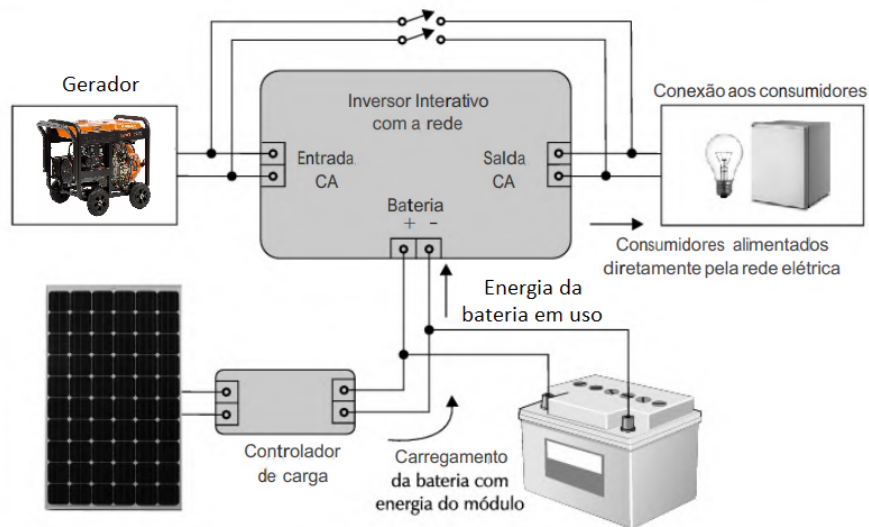 Gerador
Inversor Interativo
com a rede
Conexão aos consumidores
Entrada
CA
Salda
CA
Bateria
+ -
Consumidores alimentados
diretamente pela rede elétrica
Energia da
bateria em uso
Controlador
de carga
Carregamento
da bateria com
energia do módulo